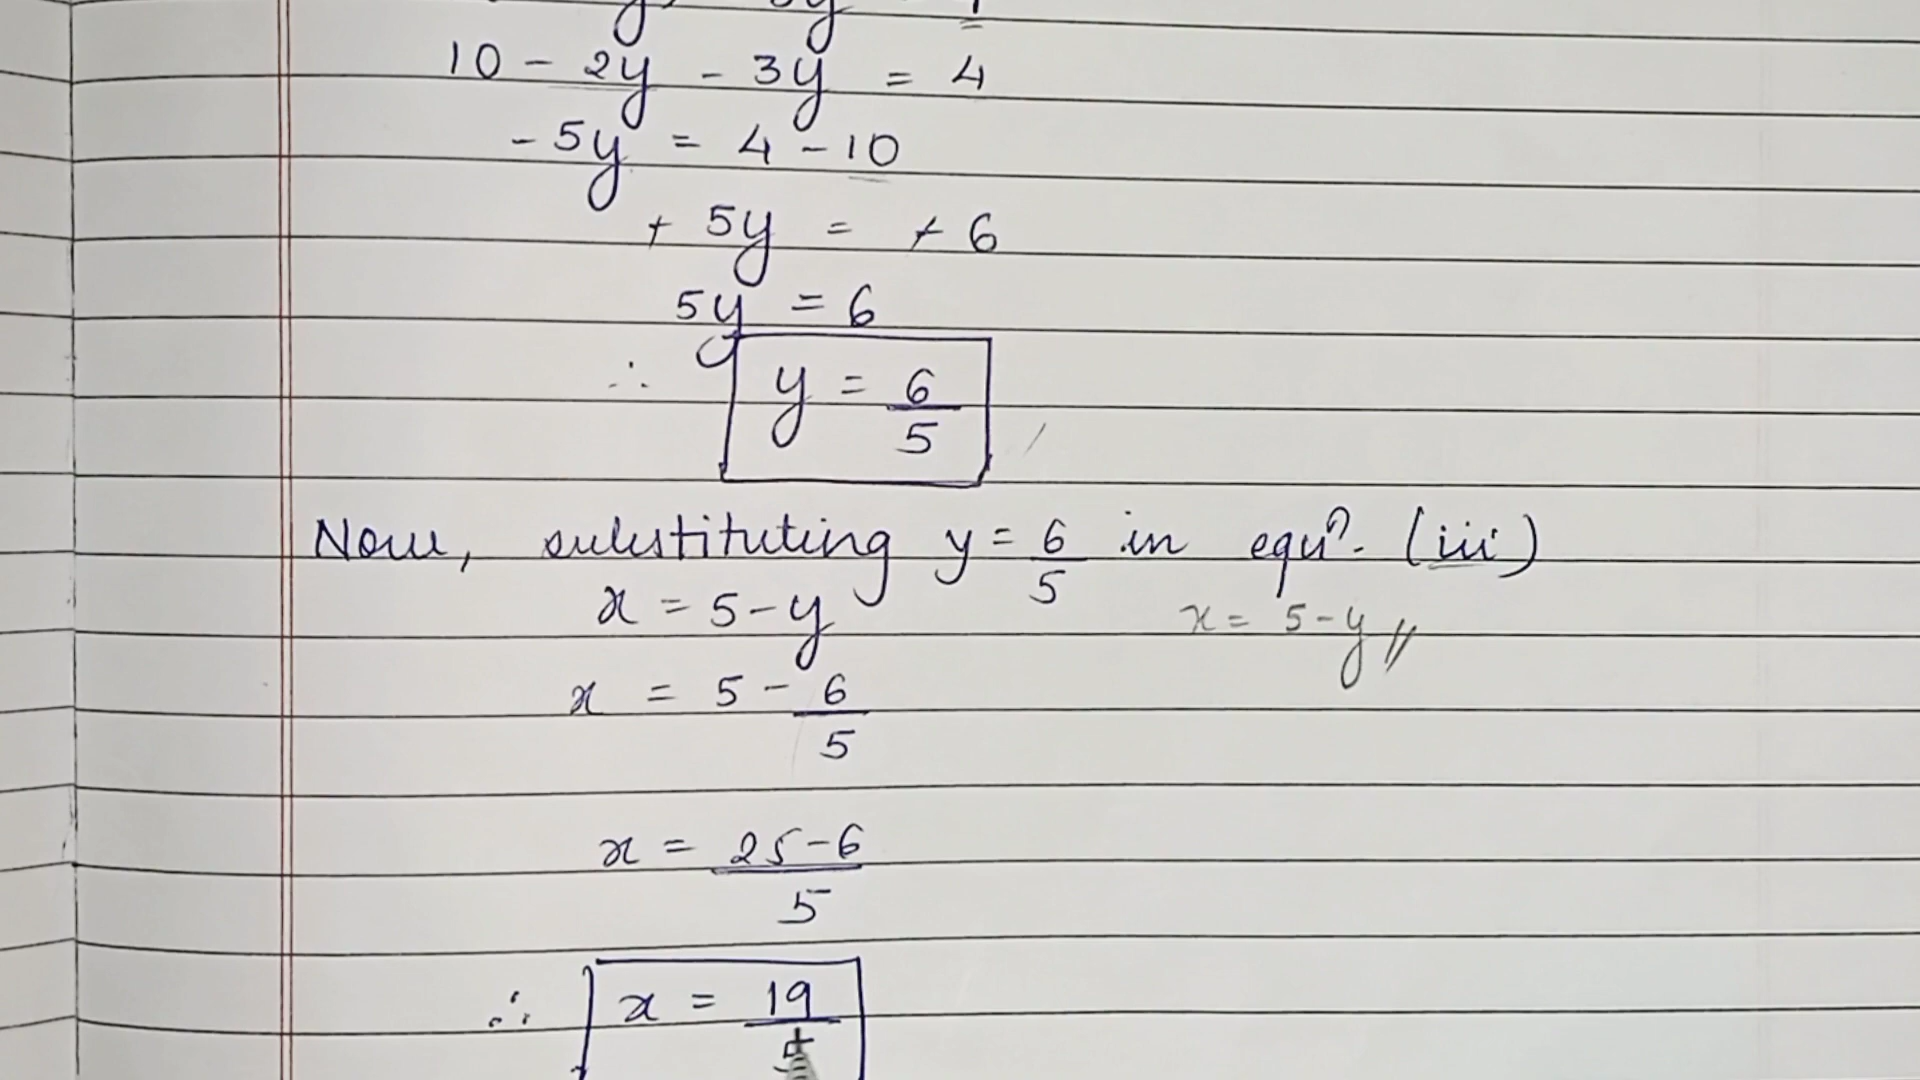 10 - 2y - 3y = 4
- 5y = 4 - 10
+ 5y = + 6
5y = 6
∴ y = 6/5
Now, substituting y = 6/5 in equⁿ. (iii)
x = 5 - y
x = 5 - y //
x = 5 - 6/5
x = 25 - 6/5
∴ x = 19/5